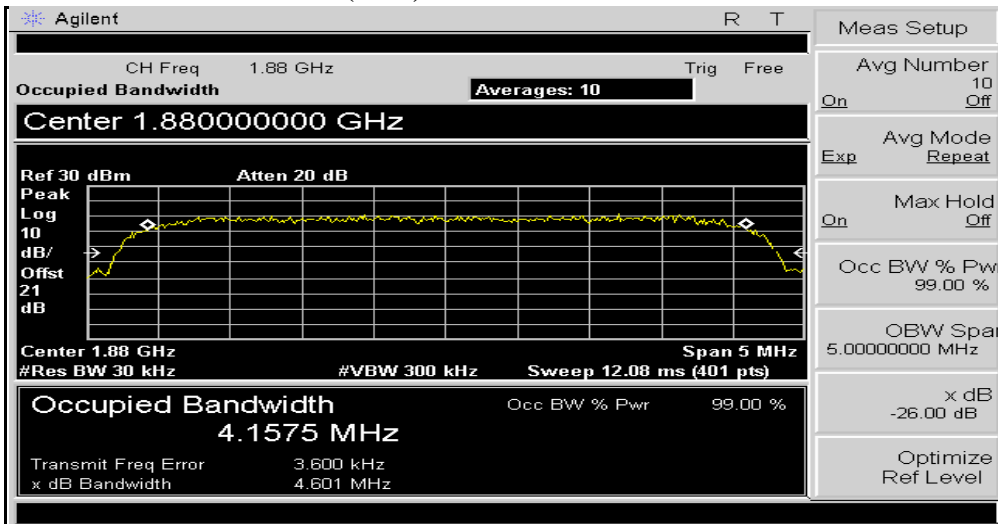 Agilent R T
CH Freq 1.88 GHz Trig Free
Occupied Bandwidth Averages: 10
Center 1.880000000 GHz
Ref 30 dBm Atten 20 dB
Peak
Log
10
dB/
Offst
21
dB
Center 1.88 GHz Span 5 MHz
#Res BW 30 kHz #VBW 300 kHz Sweep 12.08 ms (401 pts)
Occupied Bandwidth Occ BW % Pwr 99.00 %
4.1575 MHz
Transmit Freq Error 3.600 kHz
x dB Bandwidth 4.601 MHz
Meas Setup
Avg Number
10
On Off
Avg Mode
Exp Repeat
Max Hold
On Off
Occ BW % Pw
99.00 %
OBW Spa
5.00000000 MHz
x dB
-26.00 dB
Optimize
Ref Level